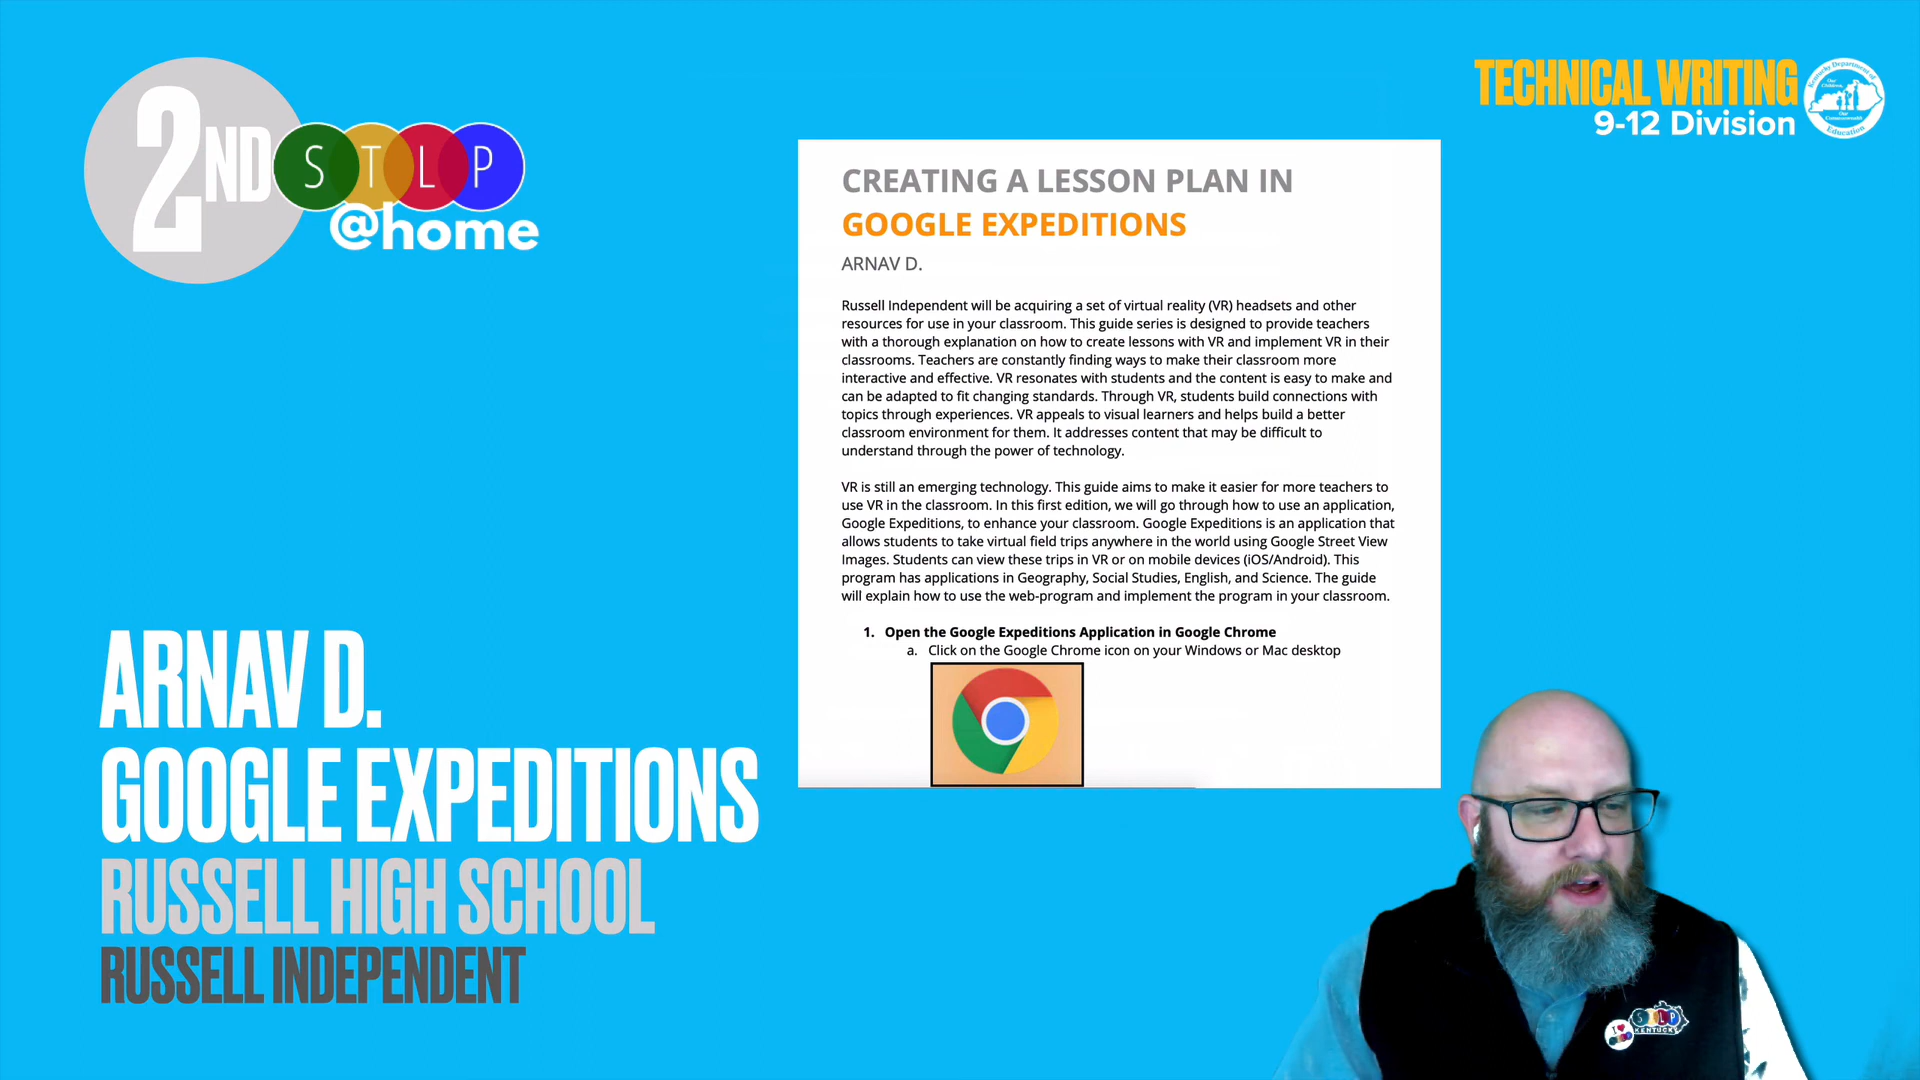 2ND
S T L P
@home
TECHNICAL WRITING
9-12 Division
Kentucky Department of
Education
Our
Children,
Our
Commonwealth
CREATING A LESSON PLAN IN
GOOGLE EXPEDITIONS
ARNAV D.
Russell Independent will be acquiring a set of virtual reality (VR) headsets and other
resources for use in your classroom. This guide series is designed to provide teachers
with a thorough explanation on how to create lessons with VR and implement VR in their
classrooms. Teachers are constantly finding ways to make their classroom more
interactive and effective. VR resonates with students and the content is easy to make and
can be adapted to fit changing standards. Through VR, students build connections with
topics through experiences. VR appeals to visual learners and helps build a better
classroom environment for them. It addresses content that may be difficult to
understand through the power of technology.
VR is still an emerging technology. This guide aims to make it easier for more teachers to
use VR in the classroom. In this first edition, we will go through how to use an application,
Google Expeditions, to enhance your classroom. Google Expeditions is an application that
allows students to take virtual field trips anywhere in the world using Google Street View
Images. Students can view these trips in VR or on mobile devices (iOS/Android). This
program has applications in Geography, Social Studies, English, and Science. The guide
will explain how to use the web-program and implement the program in your classroom.
1. Open the Google Expeditions Application in Google Chrome
a. Click on the Google Chrome icon on your Windows or Mac desktop
ARNAV D.
GOOGLE EXPEDITIONS
RUSSELL HIGH SCHOOL
RUSSELL INDEPENDENT
STLP
KENTUCKY
I